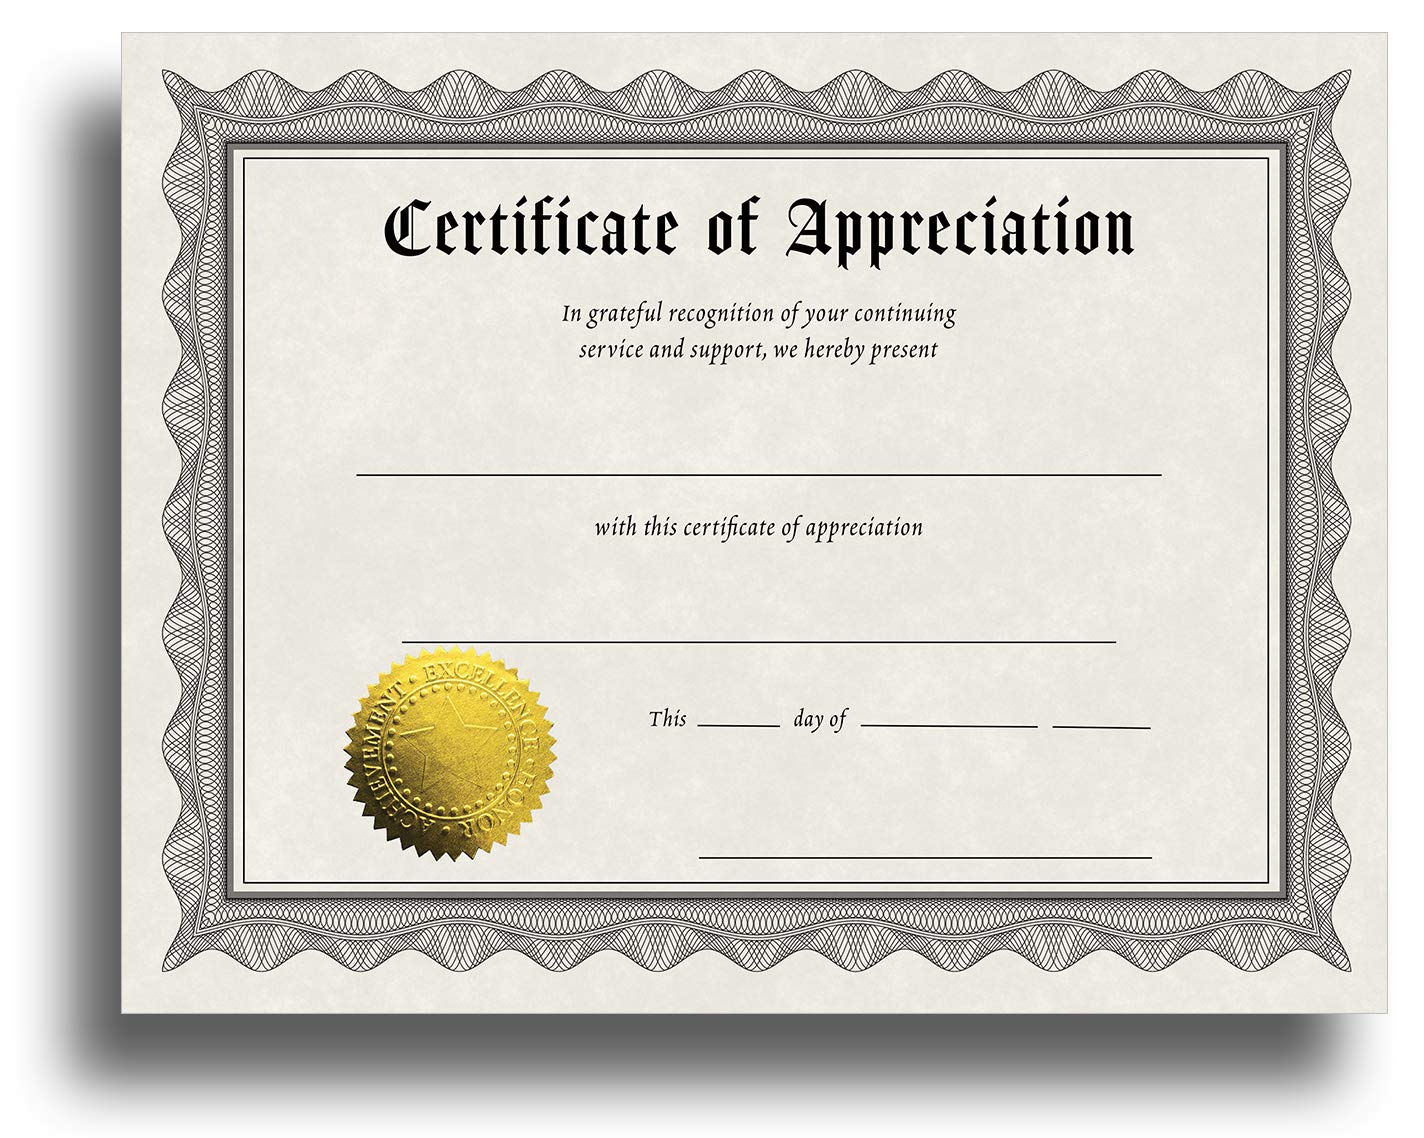 Certificate of Appreciation
In grateful recognition of your continuing
service and support, we hereby present
with this certificate of appreciation
This day of
ACHIEVEMENT • EXCELLENCE • HONOR •